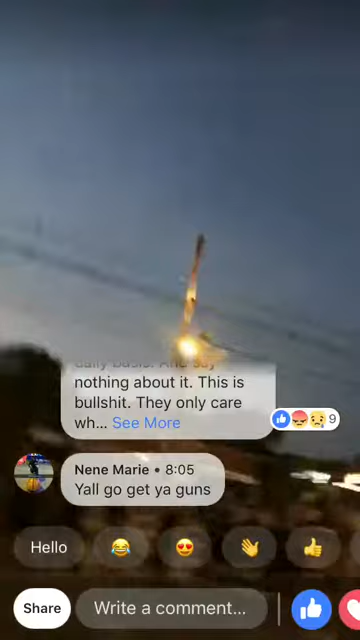 daily basis. And say
nothing about it. This is
bullshit. They only care
wh... See More
9
Nene Marie • 8:05
Yall go get ya guns
Hello
Share
Write a comment...